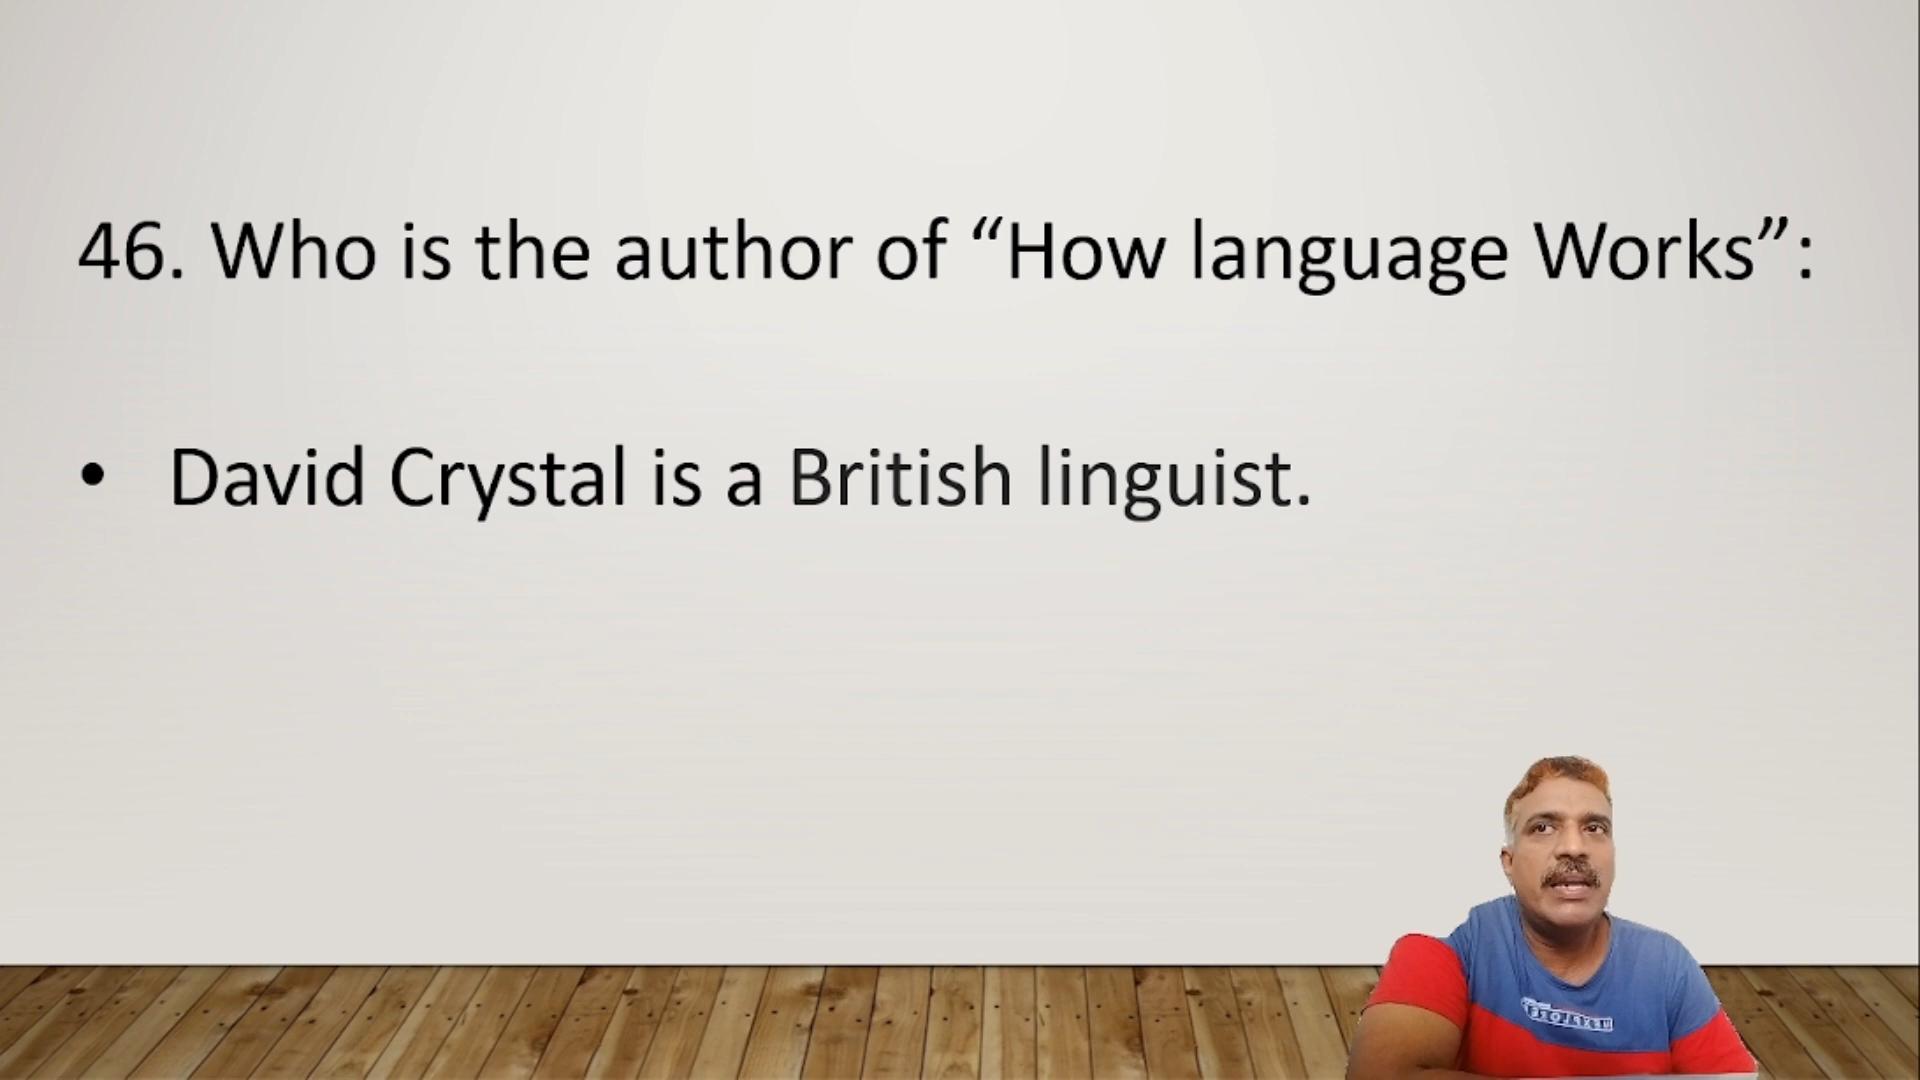 46. Who is the author of “How language Works”:
• David Crystal is a British linguist.